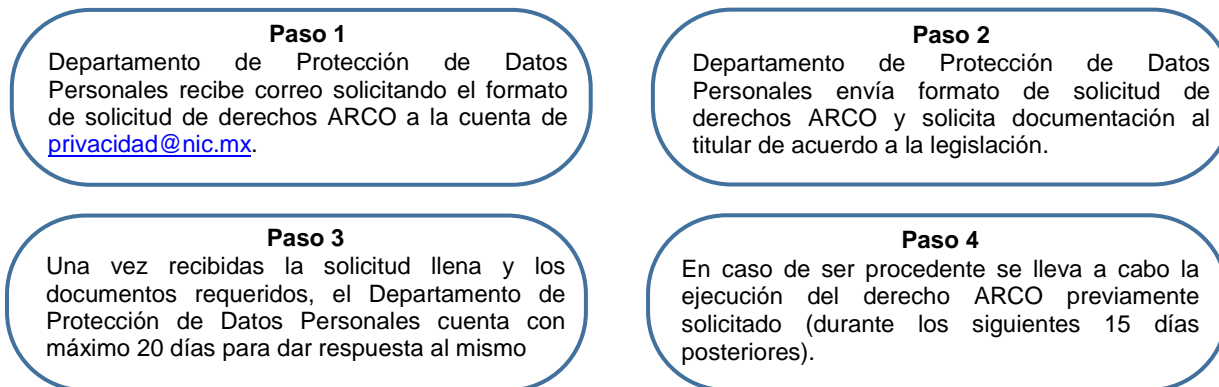 Paso 1
Departamento de Protección de Datos
Personales recibe correo solicitando el formato
de solicitud de derechos ARCO a la cuenta de
privacidad@nic.mx.
Paso 2
Departamento de Protección de Datos
Personales envía formato de solicitud de
derechos ARCO y solicita documentación al
titular de acuerdo a la legislación.
Paso 3
Una vez recibidas la solicitud llena y los
documentos requeridos, el Departamento de
Protección de Datos Personales cuenta con
máximo 20 días para dar respuesta al mismo
Paso 4
En caso de ser procedente se lleva a cabo la
ejecución del derecho ARCO previamente
solicitado (durante los siguientes 15 días
posteriores).